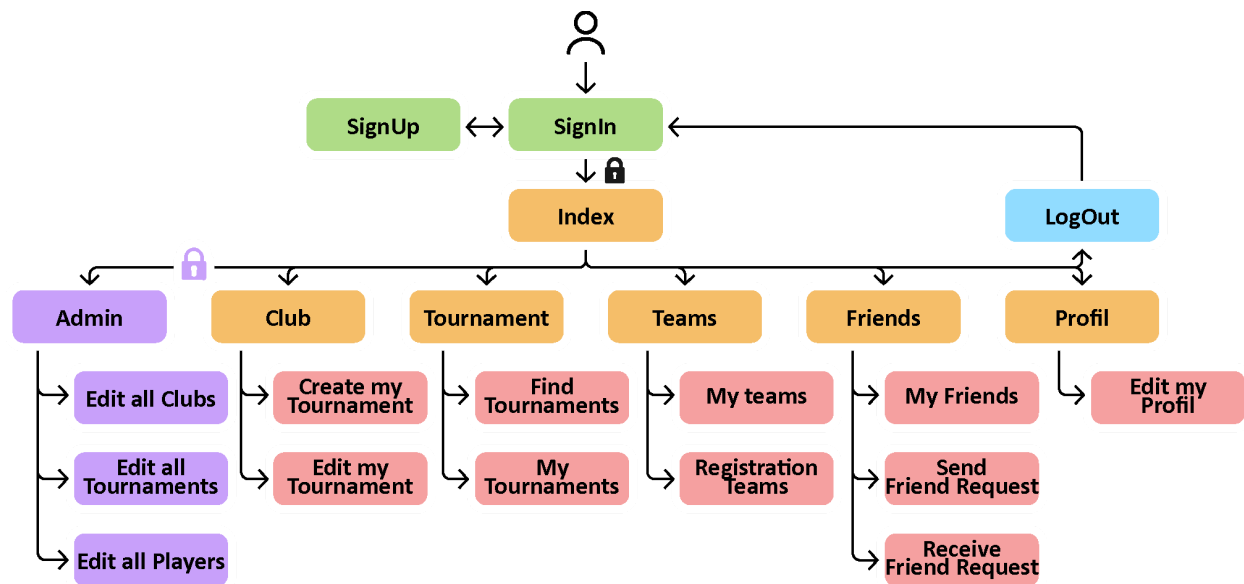 SignUp
SignIn
Index
LogOut
Admin
Club
Tournament
Teams
Friends
Profil
Edit all Clubs
Create my
Tournament
Find
Tournaments
My teams
My Friends
Edit my
Profil
Edit all
Tournaments
Edit my
Tournament
My
Tournaments
Registration
Teams
Send
Friend Request
Edit all Players
Receive
Friend Request